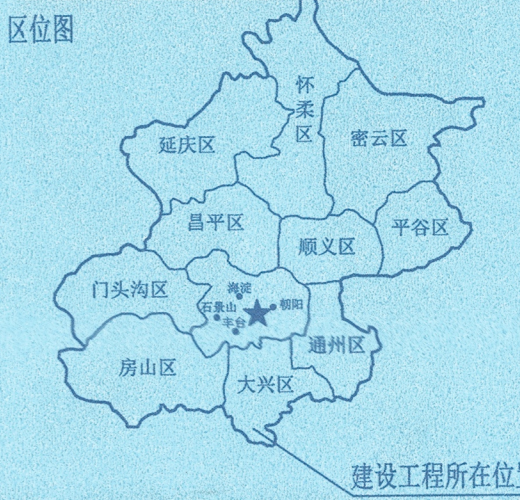 区位图
怀柔区
密云区
延庆区
昌平区
顺义区
平谷区
门头沟区
海淀
石景山
朝阳
丰台
通州区
房山区
大兴区
建设工程所在位置